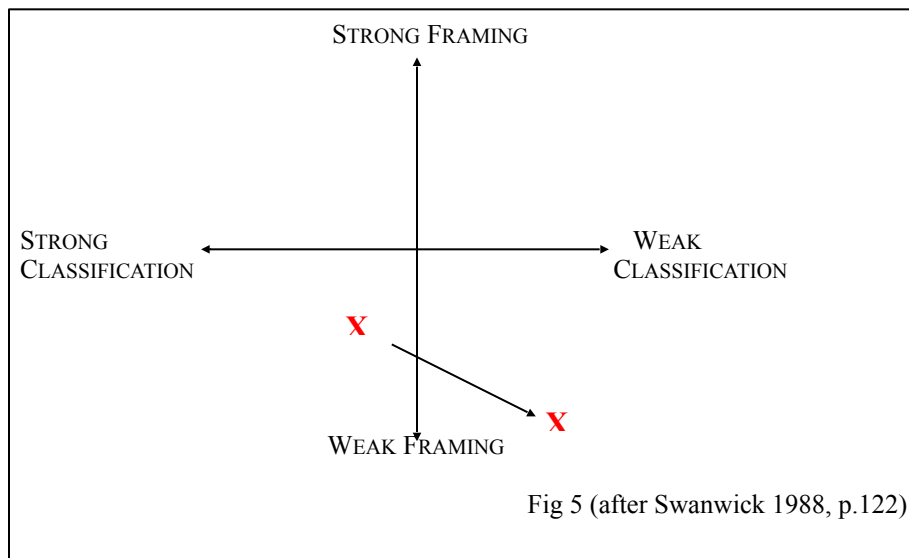 STRONG FRAMING
STRONG
CLASSIFICATION
WEAK
CLASSIFICATION
X
X
WEAK FRAMING
Fig 5 (after Swanwick 1988, p.122)